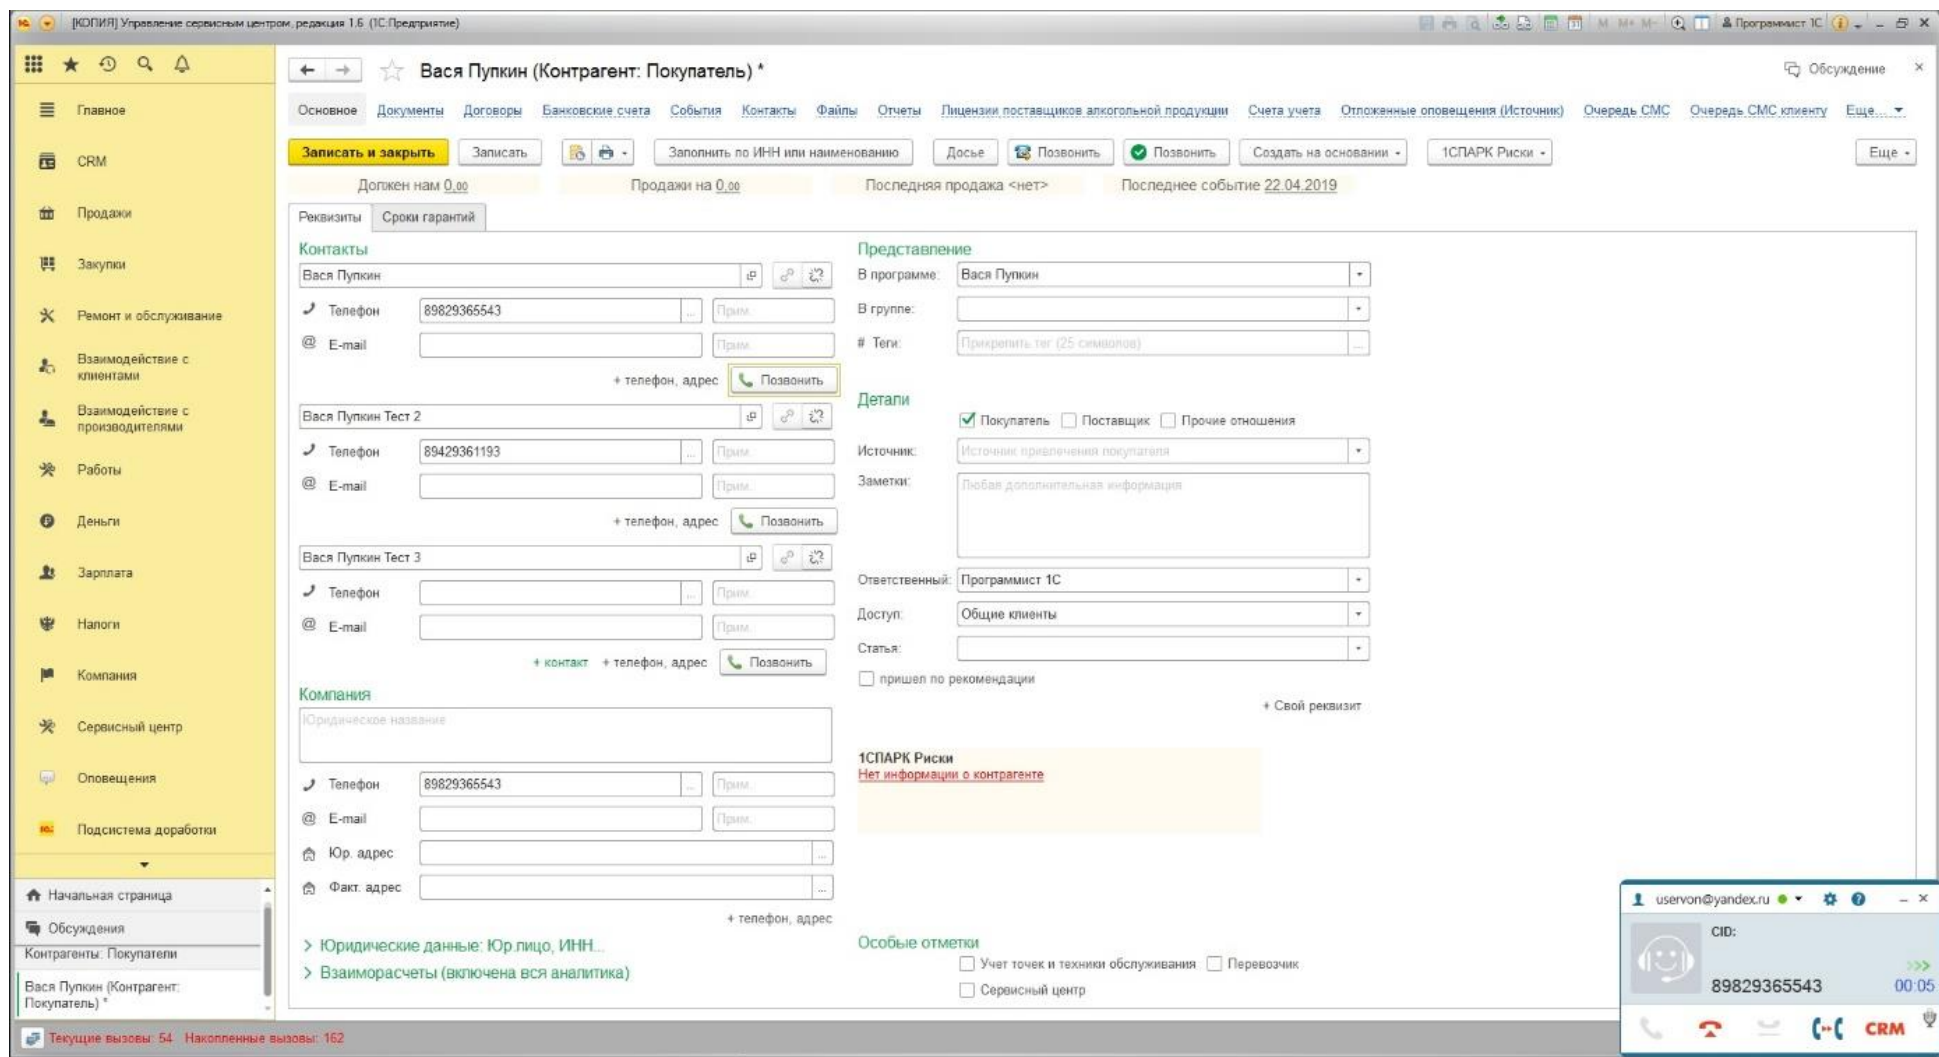 [КОПИЯ] Управление сервисным центром, редакция 1.6 (1С:Предприятие)
M M+ M-
Программист 1С
Главное
CRM
Продажи
Закупки
Ремонт и обслуживание
Взаимодействие с
клиентами
Взаимодействие с
производителями
Работы
Деньги
Зарплата
Налоги
Компания
Сервисный центр
Оповещения
Подсистема доработки
Начальная страница
Обсуждения
Контрагенты: Покупатели
Вася Пупкин (Контрагент:
Покупатель) *
Вася Пупкин (Контрагент: Покупатель) *
Обсуждение
Основное Документы Договоры Банковские счета События Контакты Файлы Отчеты Лицензии поставщиков алкогольной продукции Счета учета Отложенные оповещения (Источник) Очередь СМС Очередь СМС клиенту Еще...
Записать и закрыть Записать Заполнить по ИНН или наименованию Досье Позвонить Позвонить Создать на основании 1СПАРК Риски Еще
Должен нам 0,00 Продажи на 0,00 Последняя продажа <нет> Последнее событие 22.04.2019
Реквизиты Сроки гарантий
Контакты
Вася Пупкин
Телефон 89829365543 Прим.
@ E-mail Прим.
+ телефон, адрес Позвонить
Вася Пупкин Тест 2
Телефон 89429361193 Прим.
@ E-mail Прим.
+ телефон, адрес Позвонить
Вася Пупкин Тест 3
Телефон Прим.
@ E-mail Прим.
+ контакт + телефон, адрес Позвонить
Компания
Юридическое название
Телефон 89829365543 Прим.
@ E-mail Прим.
Юр. адрес
Факт. адрес
+ телефон, адрес
> Юридические данные: Юр.лицо, ИНН...
> Взаиморасчеты (включена вся аналитика)
Представление
В программе: Вася Пупкин
В группе:
# Теги: Прикрепить тег (25 символов)
Детали
Покупатель Поставщик Прочие отношения
Источник: Источник привлечения покупателя
Заметки: Любая дополнительная информация
Ответственный: Программист 1С
Доступ: Общие клиенты
Статья:
пришел по рекомендации
+ Свой реквизит
1СПАРК Риски
Нет информации о контрагенте
Особые отметки
Учет точек и техники обслуживания Перевозчик
Сервисный центр
uservon@yandex.ru
CID:
>>>
89829365543 00:05
CRM
Текущие вызовы: 54 Накопленные вызовы: 162